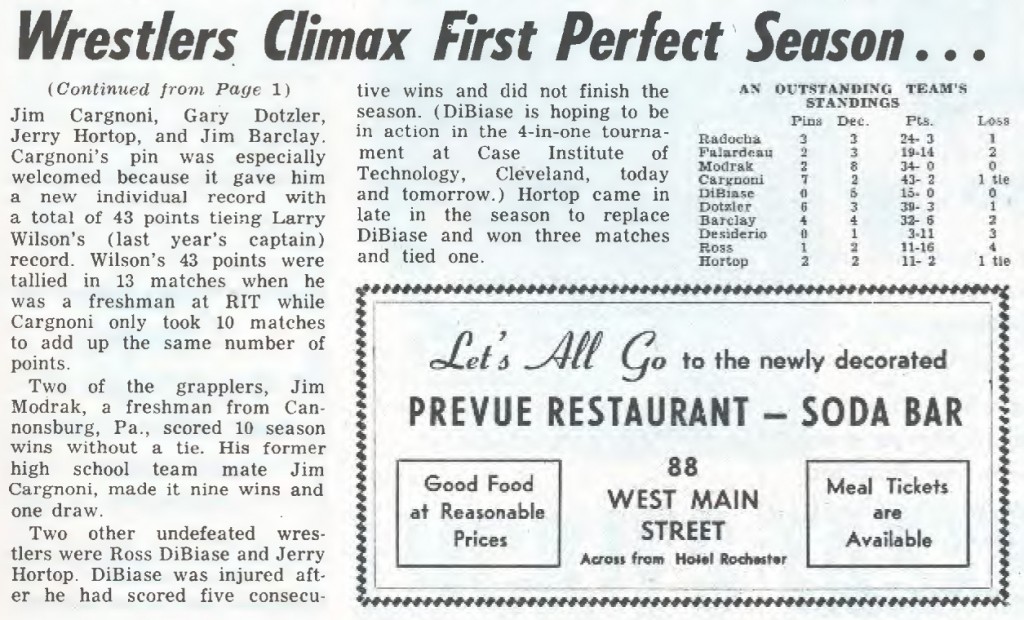 Wrestlers Climax First Perfect Season...
(Continued from Page 1)
Jim Cargnoni, Gary Dotzler,
Jerry Hortop, and Jim Barclay.
Cargnoni's pin was especially
welcomed because it gave him
a new individual record with
a total of 43 points tieing Larry
Wilson's (last year's captain)
record. Wilson's 43 points were
tallied in 13 matches when he
was a freshman at RIT while
Cargnoni only took 10 matches
to add up the same number of
points.
Two of the grapplers, Jim
Modrak, a freshman from Can-
nonsburg, Pa., scored 10 season
wins without a tie. His former
high school team mate Jim
Cargnoni, made it nine wins and
one draw.
Two other undefeated wres-
tlers were Ross DiBiase and Jerry
Hortop. DiBiase was injured aft-
er he had scored five consecu-
tive wins and did not finish the
season. (DiBiase is hoping to be
in action in the 4-in-one tourna-
ment at Case Institute of
Technology, Cleveland, today
and tomorrow.) Hortop came in
late in the season to replace
DiBiase and won three matches
and tied one.
AN OUTSTANDING TEAM'S
STANDINGS
Pins Dec. Pts. Loss
Radocha 3 3 24- 3 1
Falardeau 2 3 19-14 2
Modrak 2 8 34- 0 0
Cargnoni 7 2 43- 2 1 tie
DiBiase 0 15- 0 0
Dotzler 6 3 39- 3 1
Barclay 4 4 32- 6 2
Desiderio 0 1 3-11 3
Ross 1 2 11-16 4
Hortop 2 2 11- 2 1 tie
Let's All Go to the newly decorated
PREVUE RESTAURANT — SODA BAR
Good Food
at Reasonable
Prices
88
WEST MAIN
STREET
Across from Hotel Rochester
Meal Tickets
are
Available